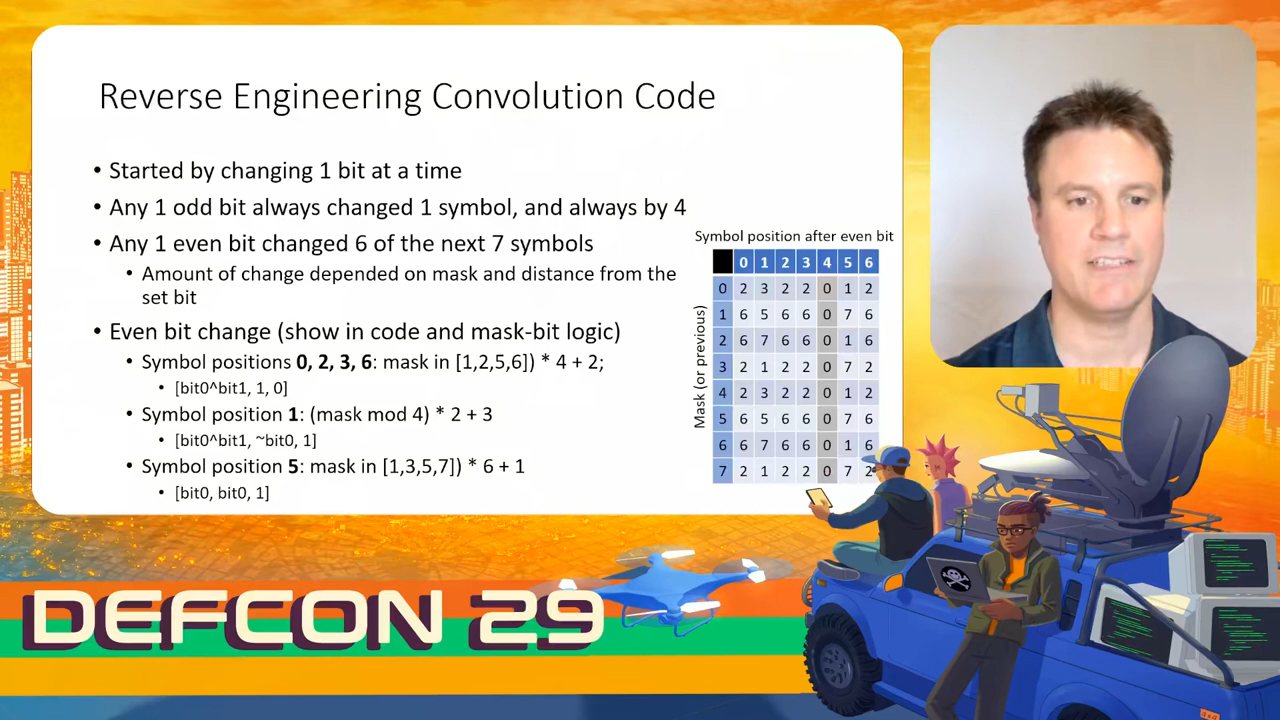 Reverse Engineering Convolution Code
• Started by changing 1 bit at a time
• Any 1 odd bit always changed 1 symbol, and always by 4
• Any 1 even bit changed 6 of the next 7 symbols
• Amount of change depended on mask and distance from the
set bit
• Even bit change (show in code and mask-bit logic)
• Symbol positions 0, 2, 3, 6: mask in [1,2,5,6]) * 4 + 2;
• [bit0^bit1, 1, 0]
• Symbol position 1: (mask mod 4) * 2 + 3
• [bit0^bit1, ~bit0, 1]
• Symbol position 5: mask in [1,3,5,7]) * 6 + 1
• [bit0, bit0, 1]
Symbol position after even bit
Mask (or previous)
0 1 2 3 4 5 6
0 2 3 2 2 0 1 2
1 6 5 6 6 0 7 6
2 6 7 6 6 0 1 6
3 2 1 2 2 0 7 2
4 2 3 2 2 0 1 2
5 6 5 6 6 0 7 6
6 6 7 6 6 0 1 6
7 2 1 2 2 0 7 2
DEFCON 29